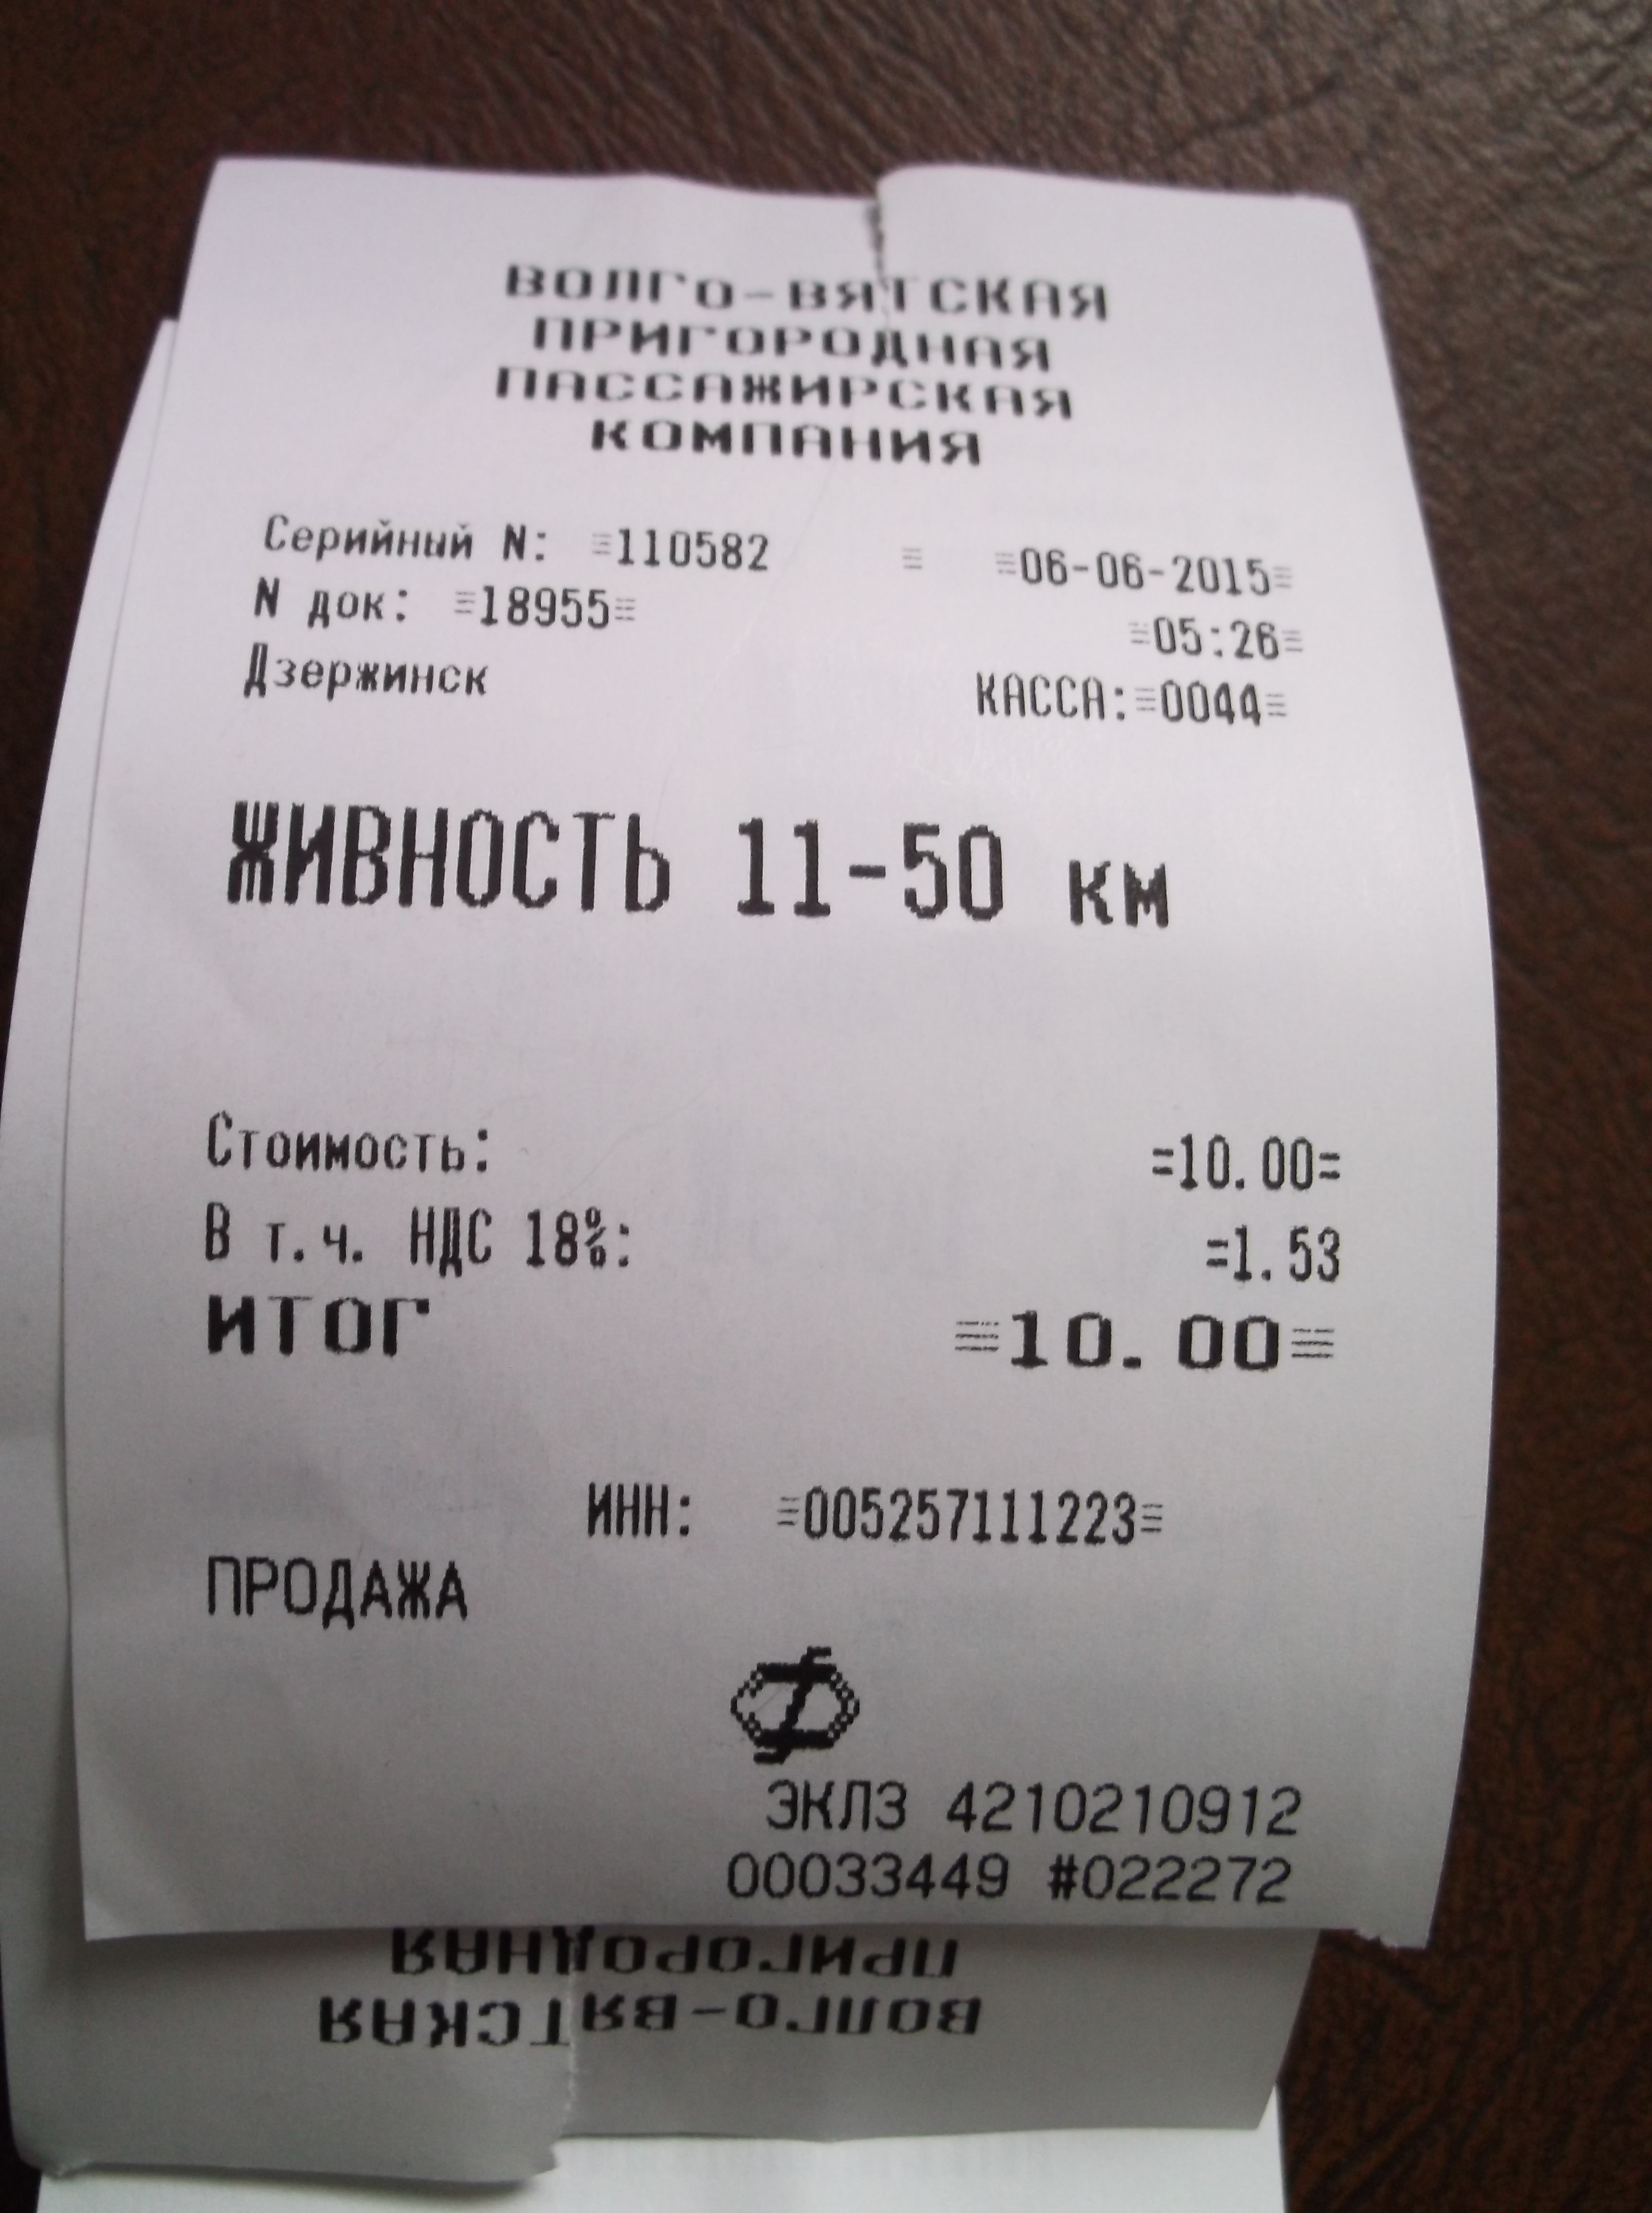 ВОЛГО-ВЯТСКАЯ
ПРИГОРОДНАЯ
ПАССАЖИРСКАЯ
КОМПАНИЯ
Серийный N: ≡110582 ≡ ≡06-06-2015≡
N док: ≡18955≡ ≡05:26≡
Дзержинск КАССА:≡0044≡
ЖИВНОСТЬ 11-50 км
Стоимость: =10.00=
В т.ч. НДС 18%: =1.53
ИТОГ ≡10.00≡
ИНН: ≡005257111223≡
ПРОДАЖА
ЭКЛЗ 4210210912
00033449 #022272
ПРИГОРОДНАЯ
ВОЛГО-ВЯТСКАЯ